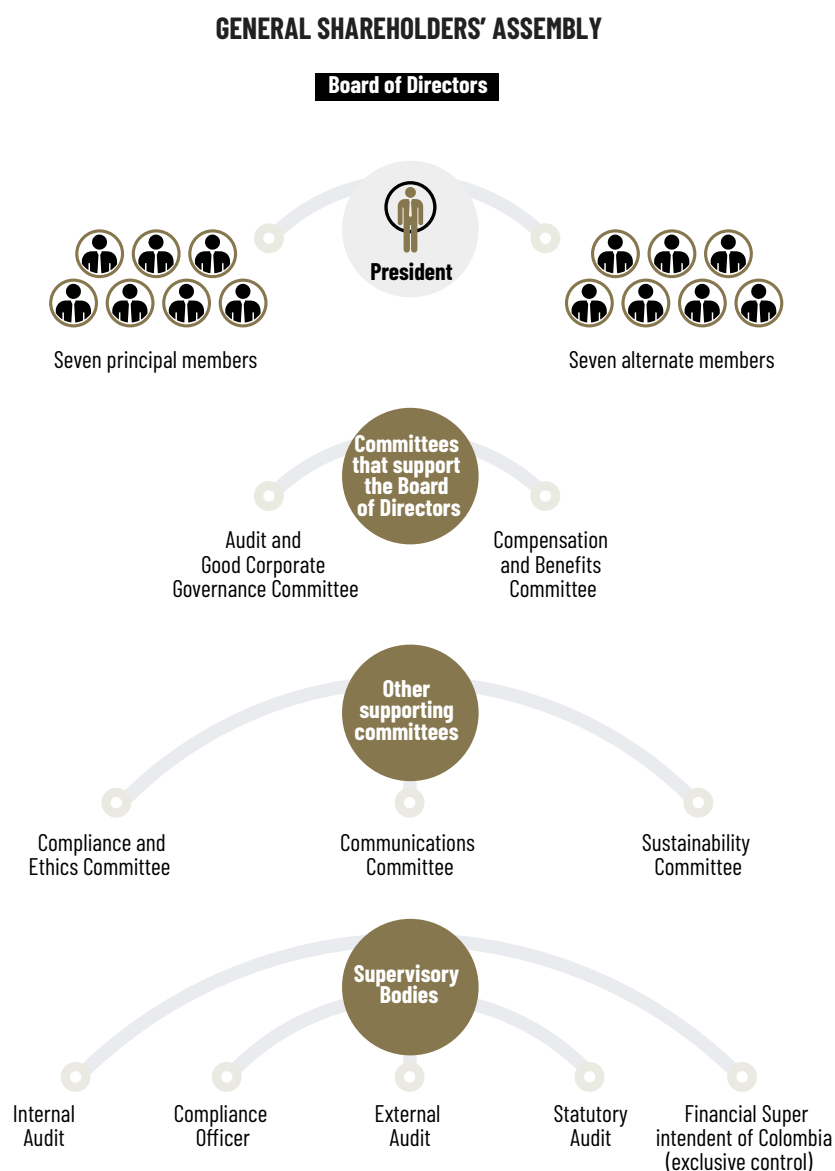 GENERAL SHAREHOLDERS' ASSEMBLY
Board of Directors
President
Seven principal members
Seven alternate members
Committees
that support
the Board
of Directors
Audit and
Good Corporate
Governance Committee
Compensation
and Benefits
Committee
Other
supporting
committees
Compliance and
Ethics Committee
Communications
Committee
Sustainability
Committee
Supervisory
Bodies
Internal
Audit
Compliance
Officer
External
Audit
Statutory
Audit
Financial Super
intendent of Colombia
(exclusive control)